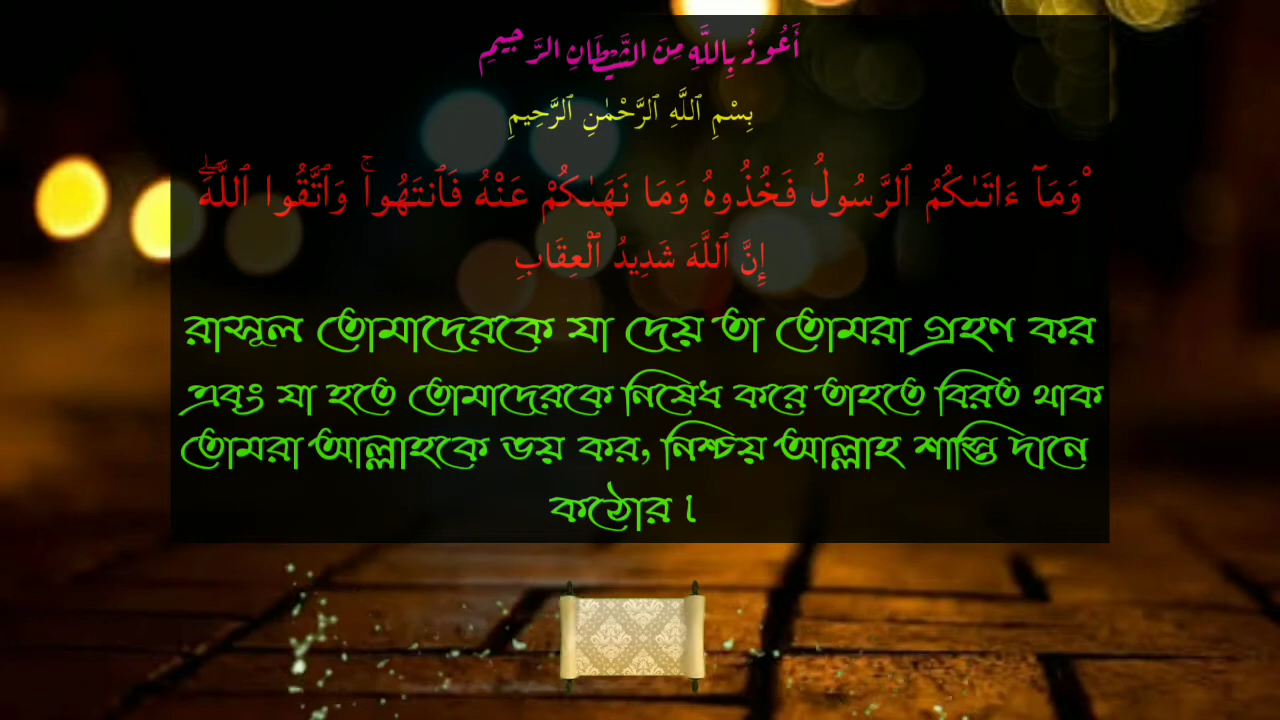 أَعُوذُ بِاللَّهِ مِنَ الشَّيْطَانِ الرَّجِيمِ
بِسْمِ ٱللَّهِ ٱلرَّحْمَٰنِ ٱلرَّحِيمِ
ْوَمَآ ءَاتَىٰكُمُ ٱلرَّسُولُ فَخُذُوهُ وَمَا نَهَىٰكُمْ عَنْهُ فَٱنتَهُوا۟ۚ وَٱتَّقُوا ٱللَّهَۖ
إِنَّ ٱللَّهَ شَدِيدُ ٱلْعِقَابِ
রাসূল তোমাদেরকে যা দেয় তা তোমরা গ্রহণ কর
এবং যা হতে তোমাদেরকে নিষেধ করে তাহতে বিরত থাক
তোমরা আল্লাহকে ভয় কর, নিশ্চয় আল্লাহ শাস্তি দানে
কঠোর।